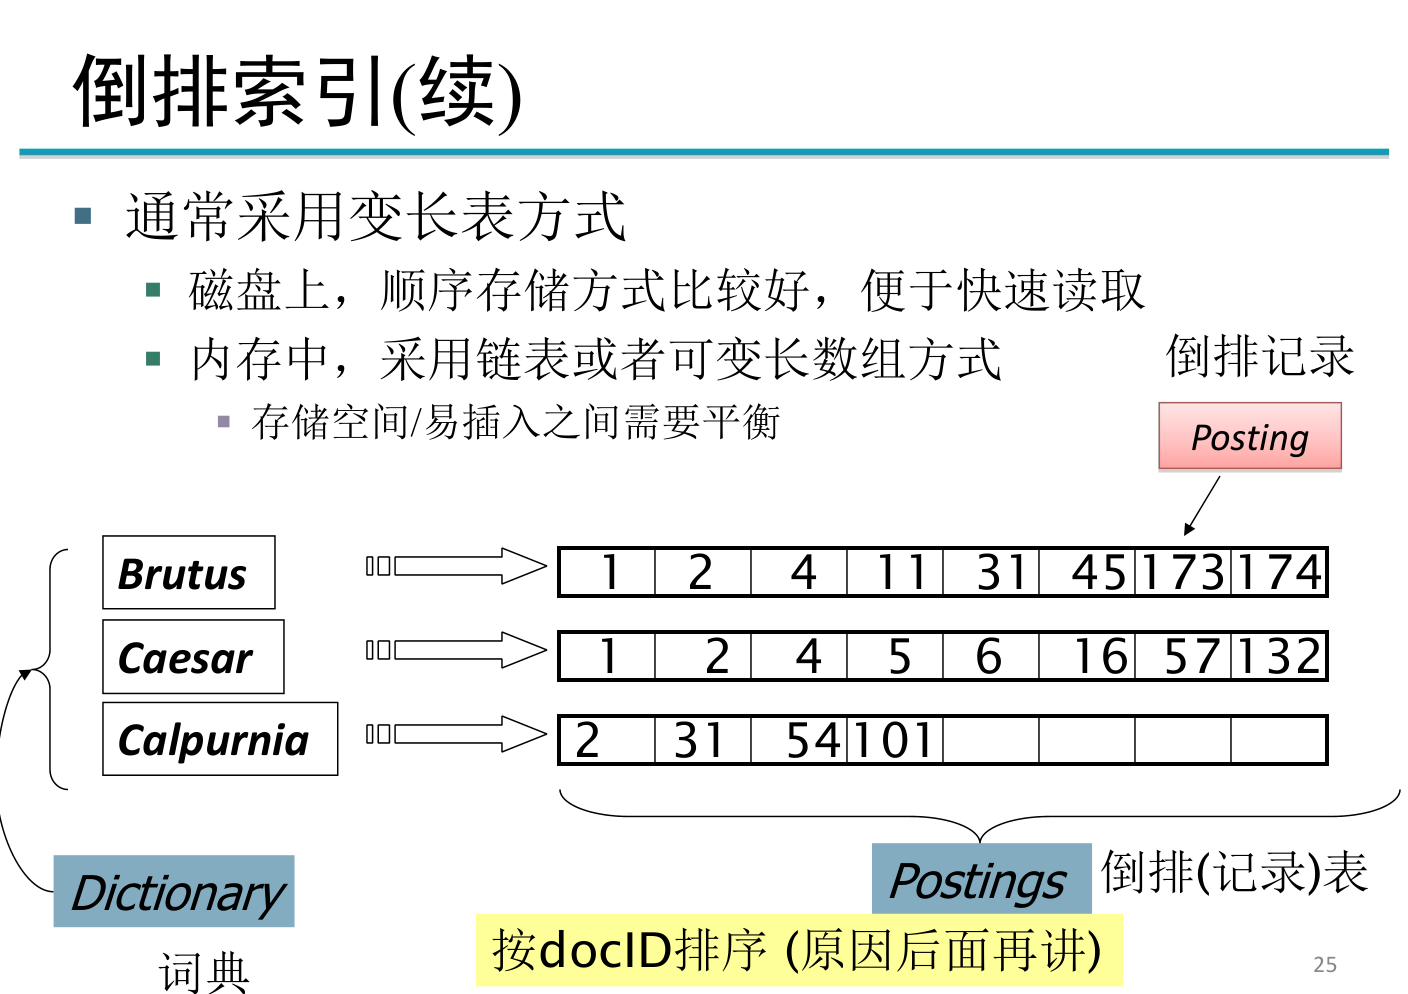 倒排索引(续)
通常采用变长表方式
磁盘上，顺序存储方式比较好，便于快速读取
内存中，采用链表或者可变长数组方式
倒排记录
存储空间/易插入之间需要平衡
Posting
Brutus 1 2 4 11 31 45 173 174
Caesar 1 2 4 5 6 16 57 132
Calpurnia 2 31 54 101
Dictionary
Postings 倒排(记录)表
按docID排序 (原因后面再讲)
词典
25